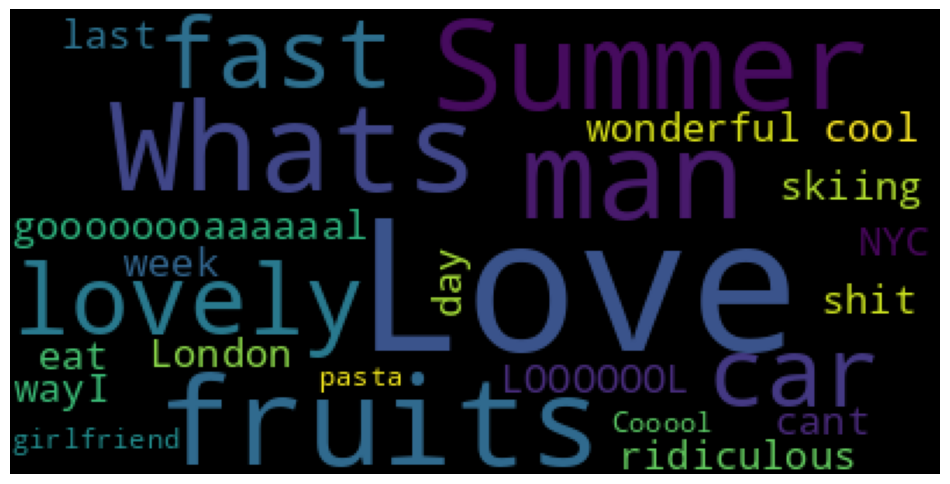 last fast Summer
Whats wonderful cool
man skiing
goooooooaaaaaal NYC
week day Love
lovely shit
eat London car
wayI pasta LOOOOOOL
fruits Cooool cant
girlfriend ridiculous